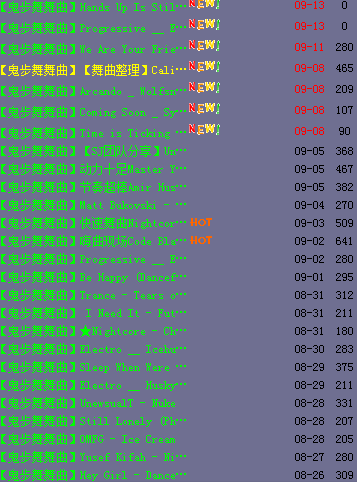 【鬼步舞舞曲】Hands Up Is Stil… NEW! 09-13 0
【鬼步舞舞曲】Progressive __ E… NEW! 09-13 0
【鬼步舞舞曲】We Are Your Frie… NEW! 09-11 280
【鬼步舞舞曲】【舞曲整理】Cali… NEW! 09-08 465
【鬼步舞舞曲】Arcando _ Wolfsn… NEW! 09-08 209
【鬼步舞舞曲】Coming Soon _ Sy… NEW! 09-08 107
【鬼步舞舞曲】Time is Ticking … NEW! 09-08 90
【鬼步舞舞曲】【SJ团队分享】Un… 09-05 368
【鬼步舞舞曲】动力十足Master Y… 09-05 467
【鬼步舞舞曲】节奏超强Amir Hus… 09-05 382
【鬼步舞舞曲】Matt Bukovski - … 09-04 270
【鬼步舞舞曲】快速舞曲Nightcor… HOT 09-03 509
【鬼步舞舞曲】嗨曲现场Code Bla… HOT 09-02 641
【鬼步舞舞曲】Progressive __ E… 09-02 280
【鬼步舞舞曲】Be Happy (Dancef… 09-01 295
【鬼步舞舞曲】Trance - Tears o… 08-31 312
【鬼步舞舞曲】 I Need It - Fut… 08-31 211
【鬼步舞舞曲】★Nightcore - Ch… 08-31 180
【鬼步舞舞曲】Electro __ Icehu… 08-30 283
【鬼步舞舞曲】Sleep When Were … 08-29 375
【鬼步舞舞曲】Electro __ Husky… 08-29 211
【鬼步舞舞曲】UnewsualT - Nuke… 08-28 331
【鬼步舞舞曲】Still Lonely (Ph… 08-28 207
【鬼步舞舞曲】OMFG - Ice Cream 08-28 205
【鬼步舞舞曲】Yusef Kifah - Ni… 08-27 280
【鬼步舞舞曲】Hey Girl - Dance… 08-26 309